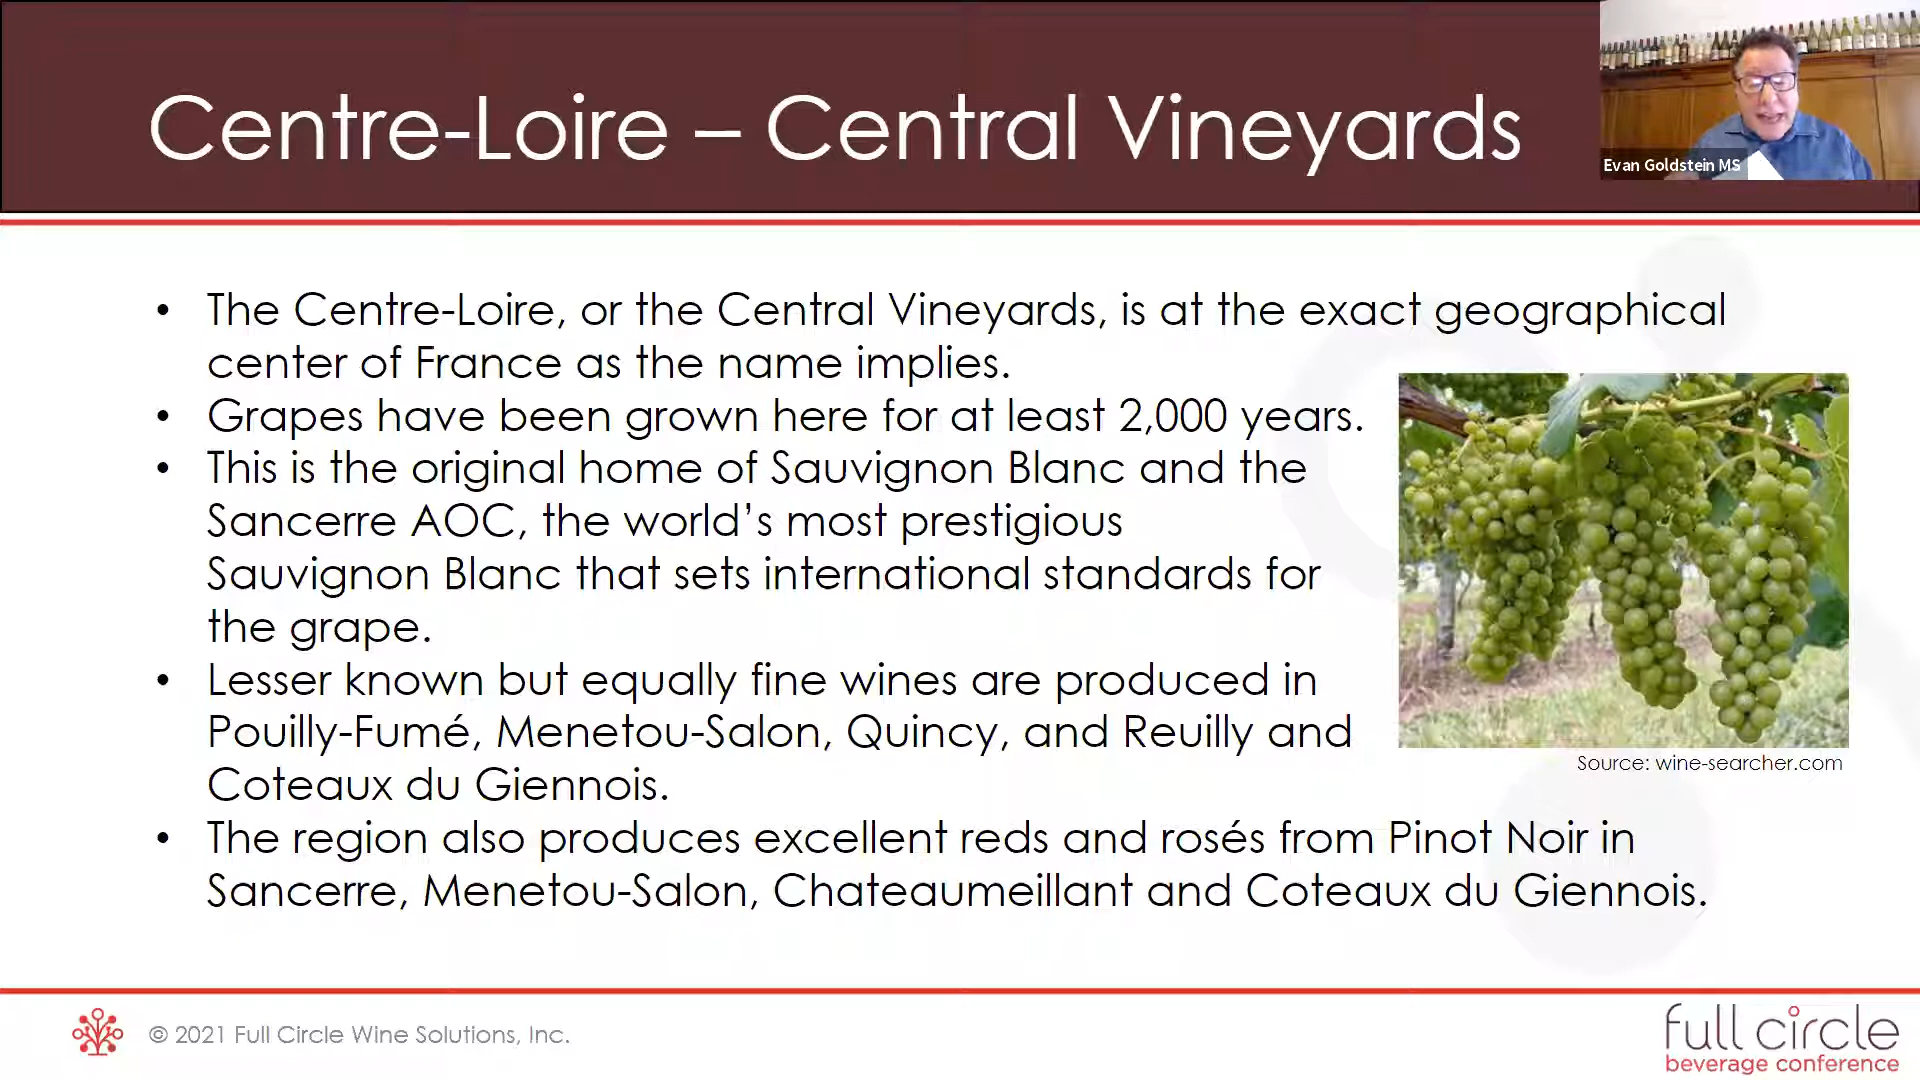 Centre-Loire – Central Vineyards
Evan Goldstein MS
• The Centre-Loire, or the Central Vineyards, is at the exact geographical
center of France as the name implies.
• Grapes have been grown here for at least 2,000 years.
• This is the original home of Sauvignon Blanc and the
Sancerre AOC, the world’s most prestigious
Sauvignon Blanc that sets international standards for
the grape.
• Lesser known but equally fine wines are produced in
Pouilly-Fumé, Menetou-Salon, Quincy, and Reuilly and
Coteaux du Giennois.
Source: wine-searcher.com
• The region also produces excellent reds and rosés from Pinot Noir in
Sancerre, Menetou-Salon, Chateaumeillant and Coteaux du Giennois.
© 2021 Full Circle Wine Solutions, Inc.
full circle
beverage conference